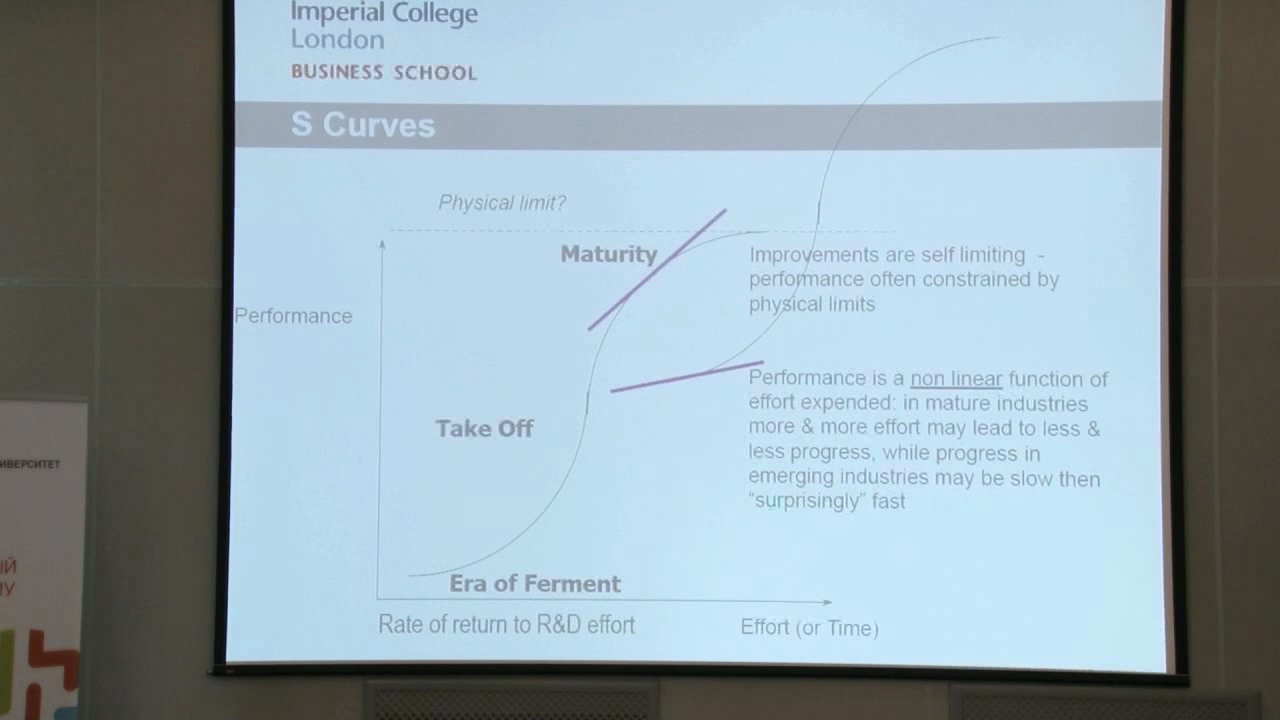 Imperial College
London
BUSINESS SCHOOL
S Curves
Physical limit?
Maturity
Improvements are self limiting -
performance often constrained by
physical limits
Performance
Performance is a non linear function of
effort expended: in mature industries
more & more effort may lead to less &
less progress, while progress in
emerging industries may be slow then
“surprisingly” fast
Take Off
Era of Ferment
Rate of return to R&D effort
Effort (or Time)
ИВЕРСИТЕТ